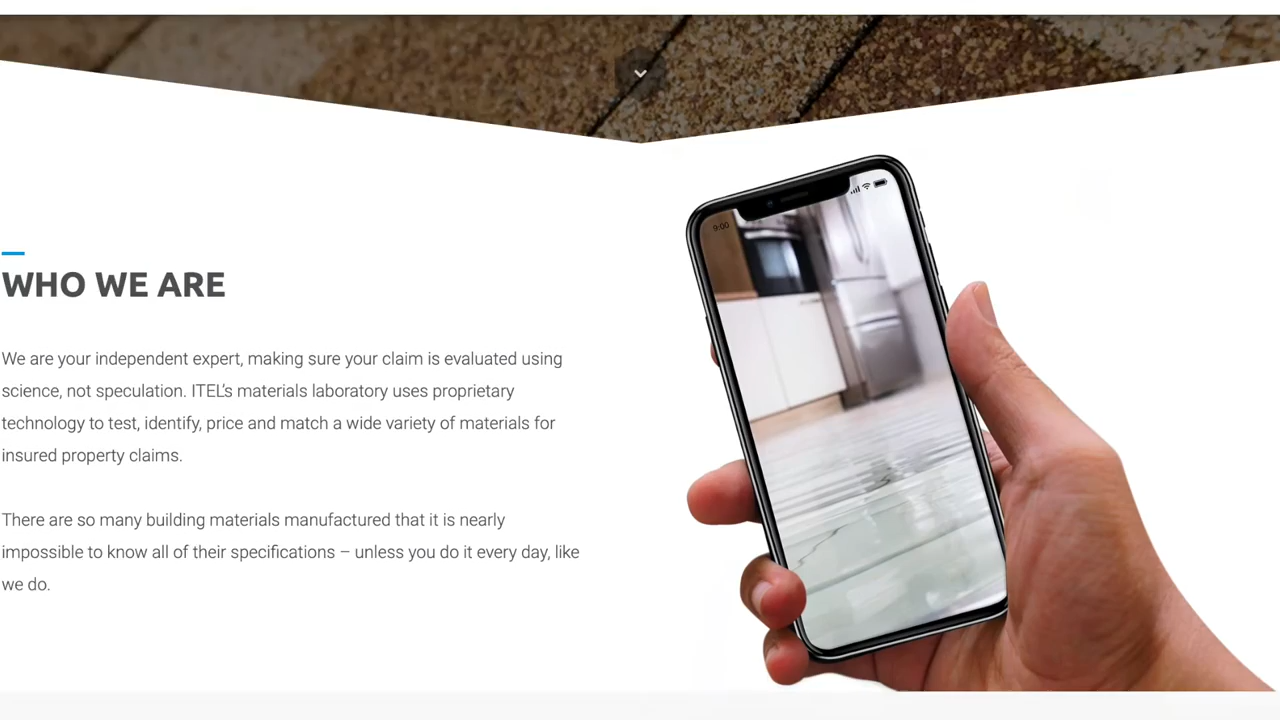 9:00
WHO WE ARE
We are your independent expert, making sure your claim is evaluated using
science, not speculation. ITEL's materials laboratory uses proprietary
technology to test, identify, price and match a wide variety of materials for
insured property claims.
There are so many building materials manufactured that it is nearly
impossible to know all of their specifications – unless you do it every day, like
we do.